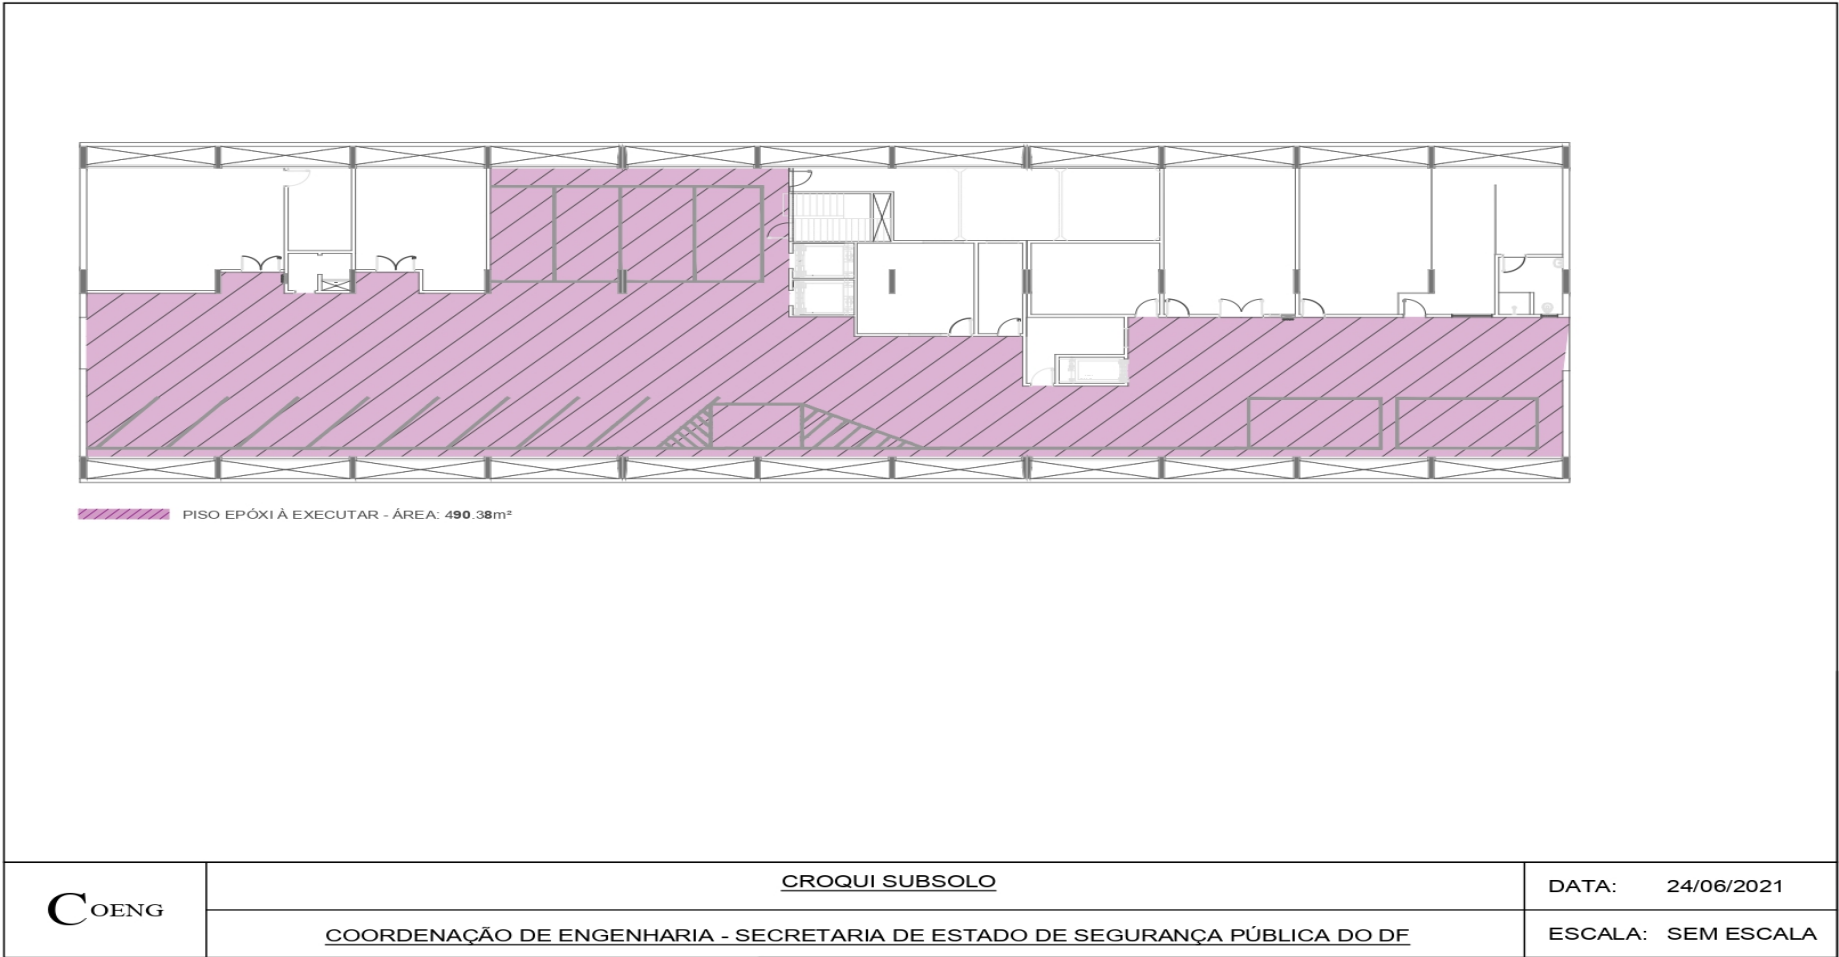 PISO EPÓXI À EXECUTAR - ÁREA: 490.38m²
COENG
CROQUI SUBSOLO
COORDENAÇÃO DE ENGENHARIA - SECRETARIA DE ESTADO DE SEGURANÇA PÚBLICA DO DF
DATA: 24/06/2021
ESCALA: SEM ESCALA